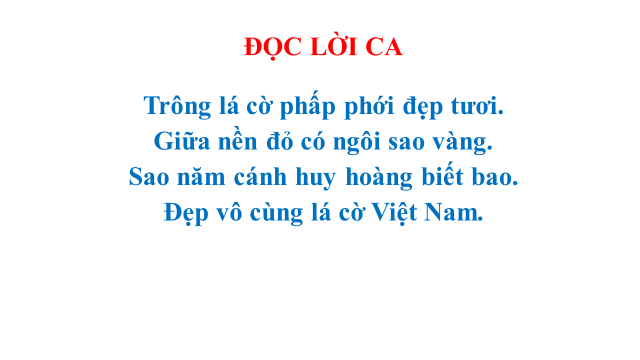 ĐỌC LỜI CA
Trông lá cờ phấp phới đẹp tươi.
Giữa nền đỏ có ngôi sao vàng.
Sao năm cánh huy hoàng biết bao.
Đẹp vô cùng lá cờ Việt Nam.